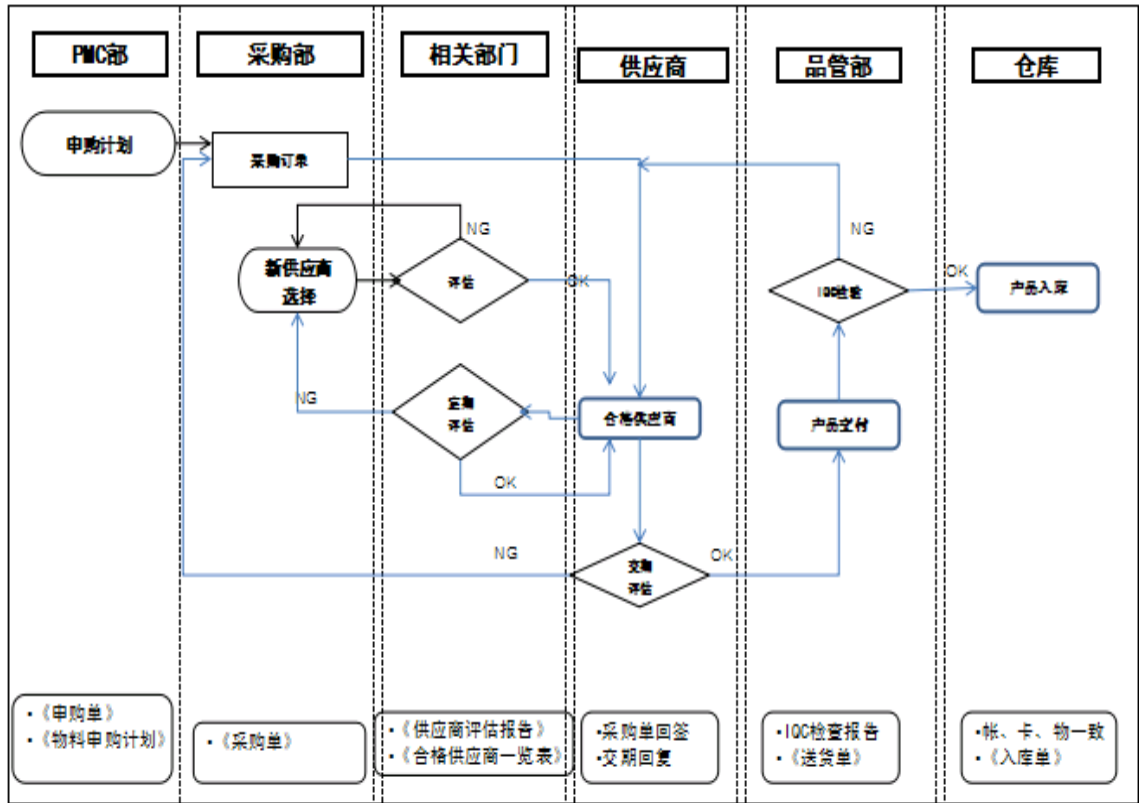 PMC部
采购部
相关部门
供应商
品管部
仓库
申购计划
采购订单
NG
NG
新供应商
选择
评估
OK
IQC检验
OK
产品入库
NG
定期
评估
合格供应商
产品交付
OK
NG
OK
交期
评估
·《申购单》
·《物料申购计划》
·《采购单》
·《供应商评估报告》
·《合格供应商一览表》
·采购单回签
·交期回复
·IQC检查报告
·《送货单》
·帐、卡、物一致
·《入库单》